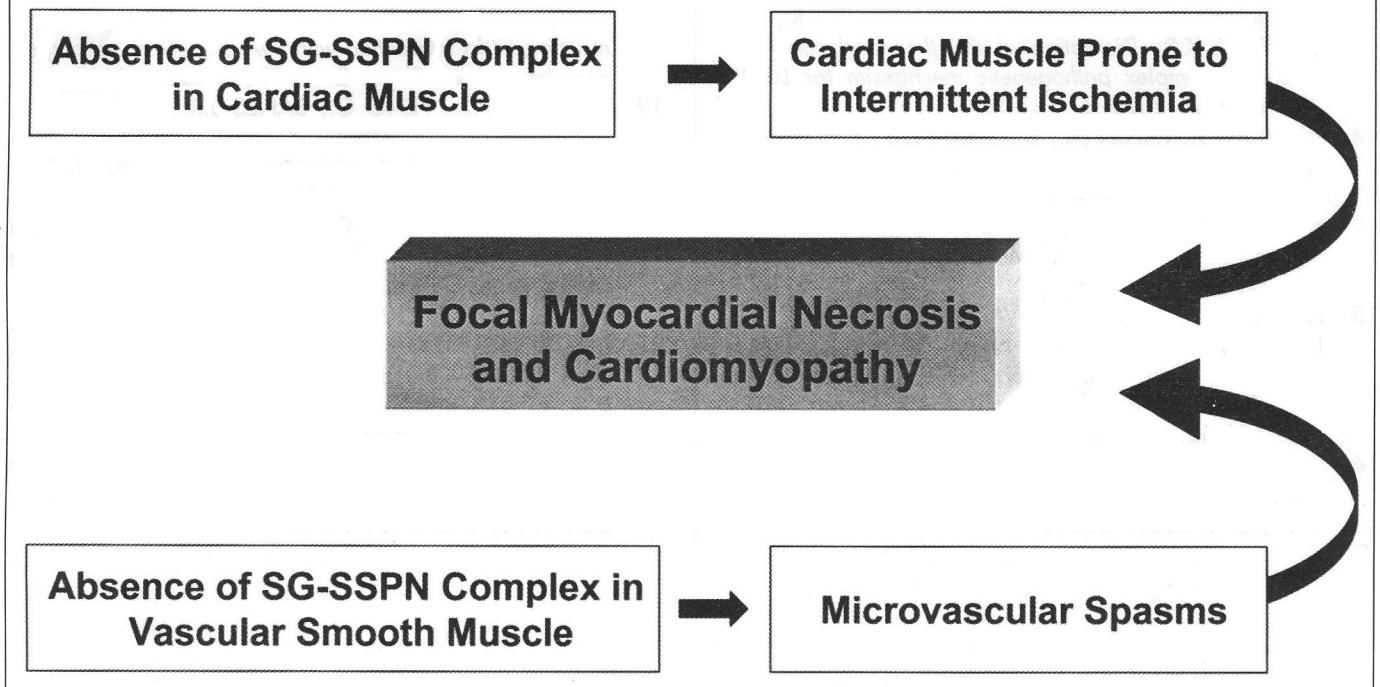 Absence of SG-SSPN Complex
in Cardiac Muscle
Cardiac Muscle Prone to
Intermittent Ischemia
Focal Myocardial Necrosis
and Cardiomyopathy
Absence of SG-SSPN Complex in
Vascular Smooth Muscle
Microvascular Spasms